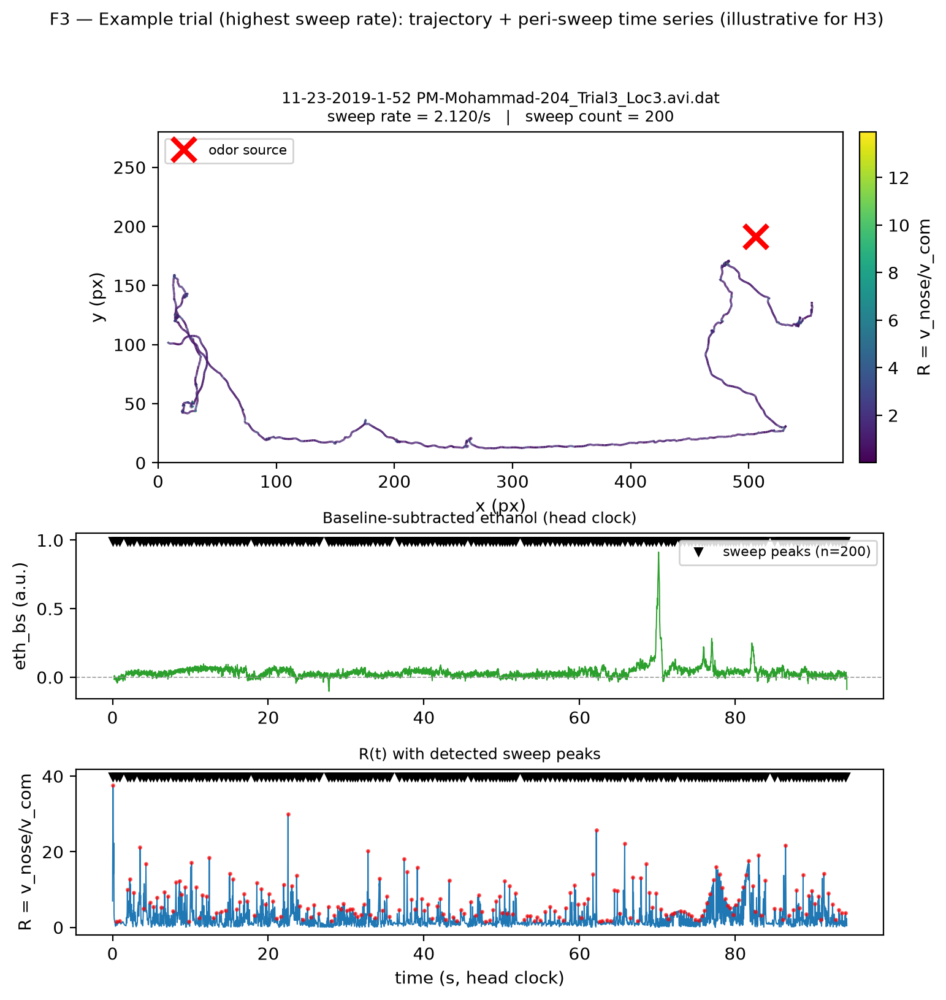 F3 — Example trial (highest sweep rate): trajectory + peri-sweep time series (illustrative for H3)
11-23-2019-1-52 PM-Mohammad-204_Trial3_Loc3.avi.dat
sweep rate = 2.120/s | sweep count = 200
odor source
250
200
150
100
50
0
y (px)
0 100 200 300 400 500
x (px)
12
10
8
6
4
2
R = v_nose/v_com
Baseline-subtracted ethanol (head clock)
sweep peaks (n=200)
1.0
0.5
0.0
eth_bs (a.u.)
0 20 40 60 80
R(t) with detected sweep peaks
40
20
0
R = v_nose/v_com
0 20 40 60 80
time (s, head clock)